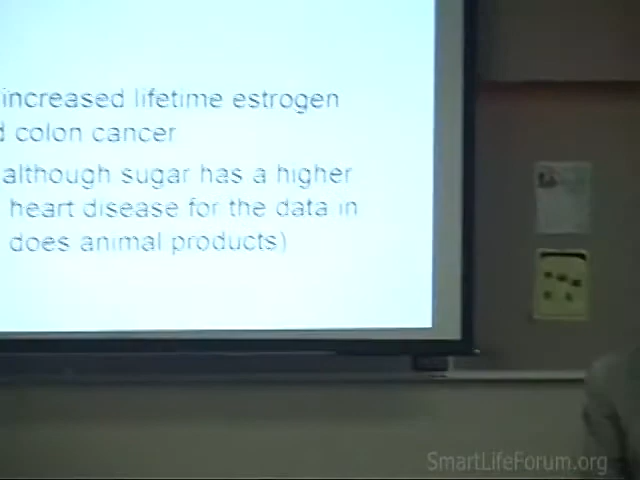 increased lifetime estrogen
d colon cancer
although sugar has a higher
heart disease for the data in
does animal products)
SmartLifeForum.org